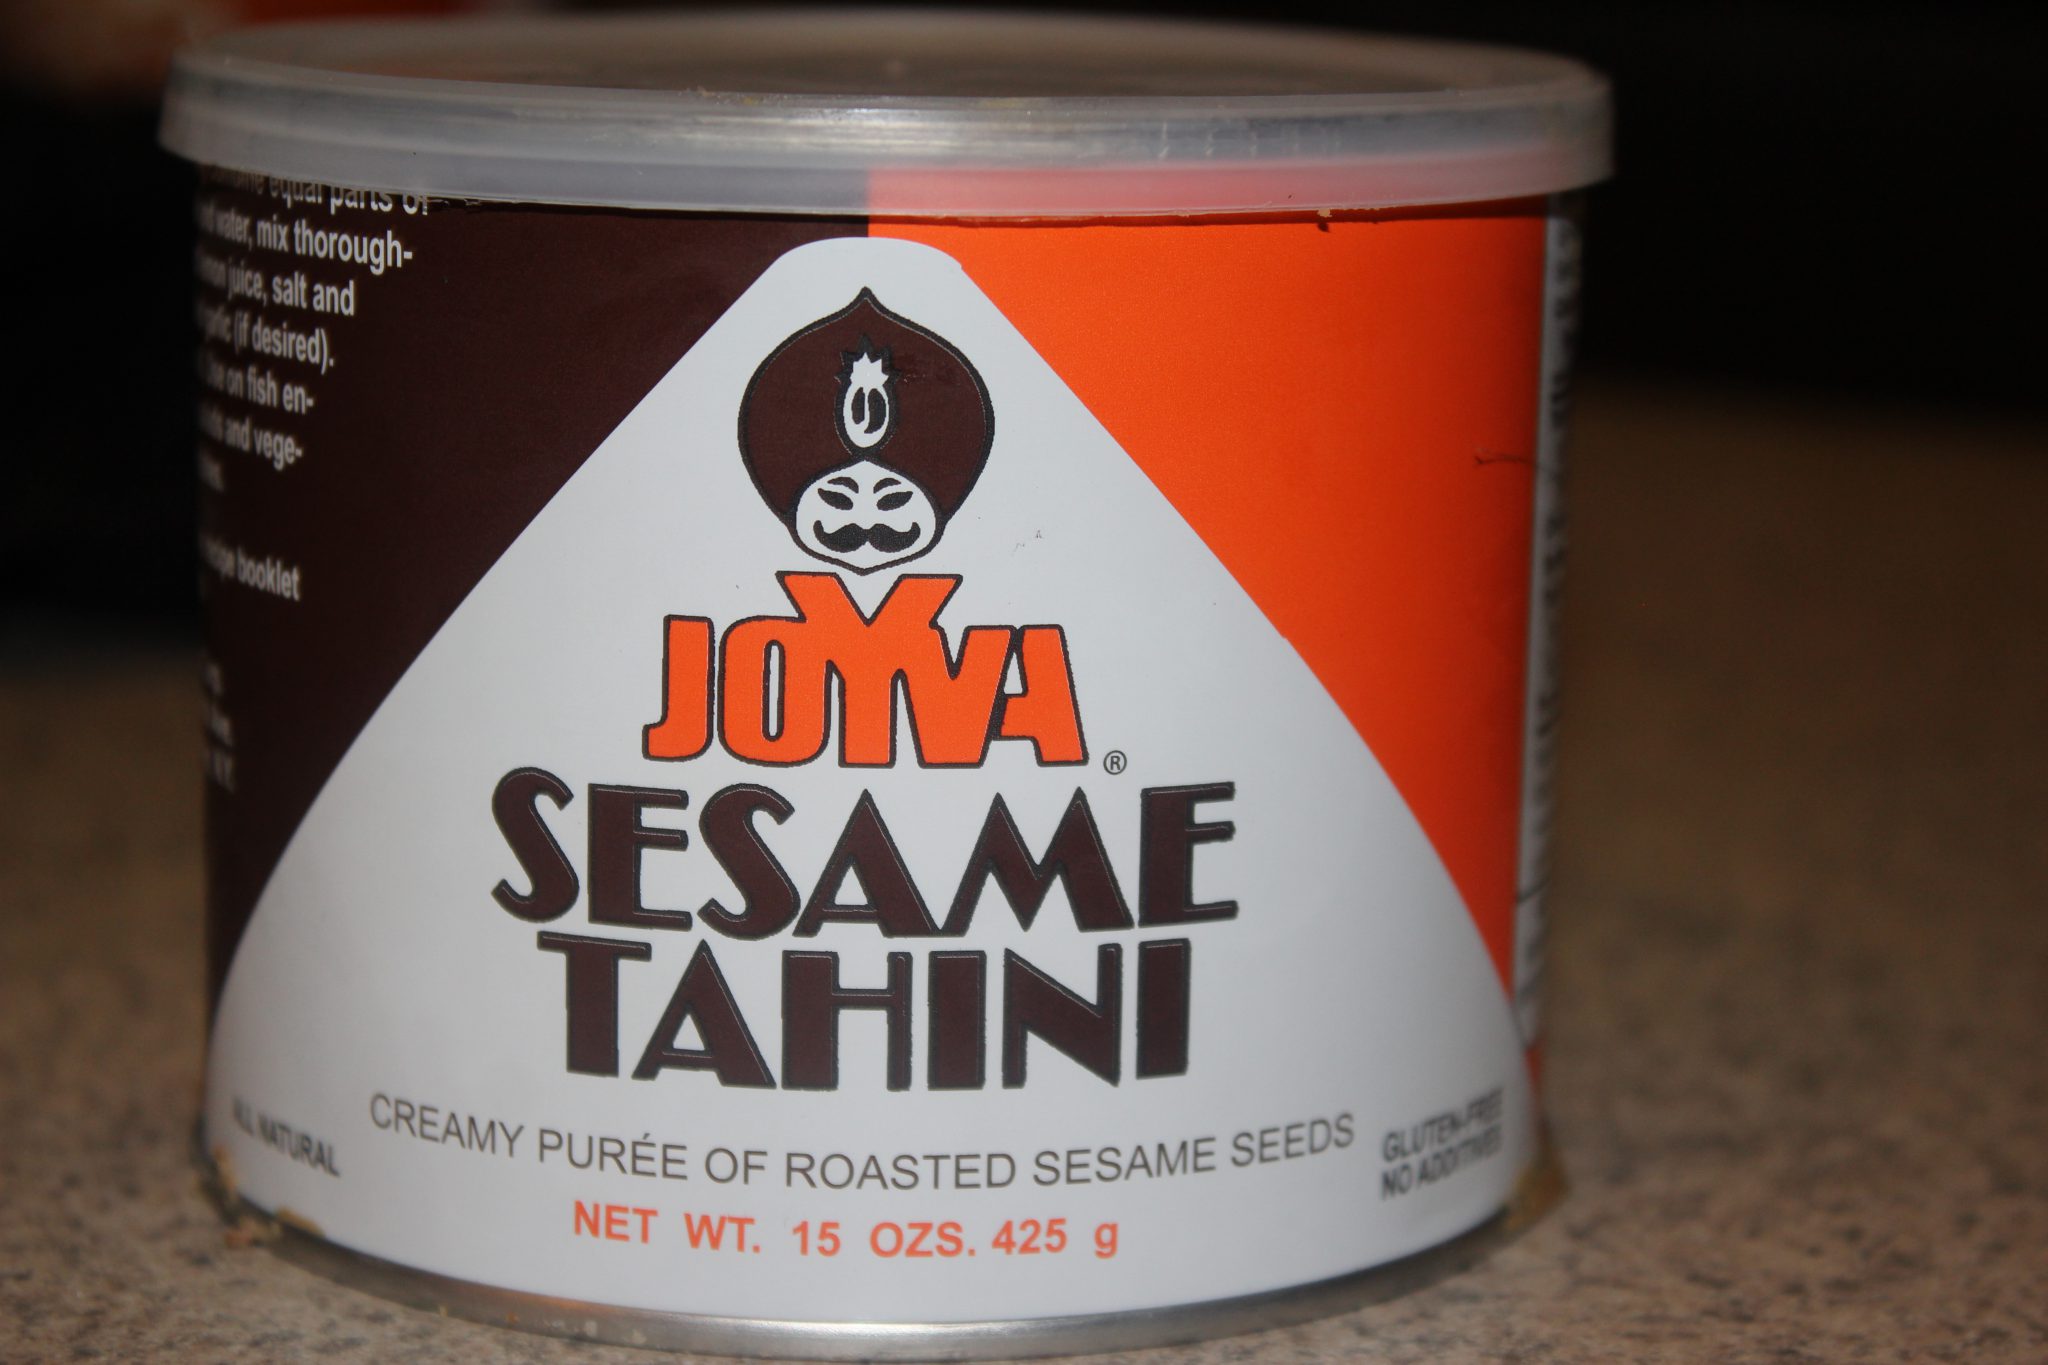 equal parts of
water, mix thorough-
juice, salt and
(if desired).
on fish en-
and vege-
booklet
JOYVA®
SESAME
TAHINI
ALL NATURAL
CREAMY PURÉE OF ROASTED SESAME SEEDS
GLUTEN-FREE
NO ADDITIVES
NET WT. 15 OZS. 425 g